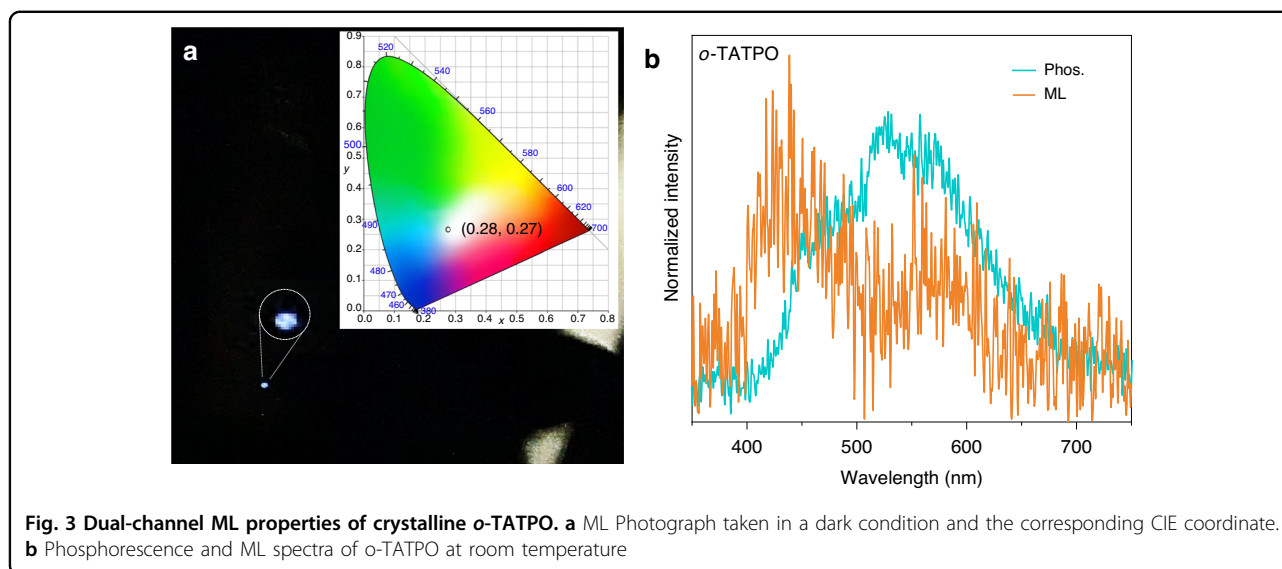 a
0.9
0.8
0.7
0.6
0.5
y
0.4
0.3
0.2
0.1
0.0
0.0 0.1 0.2 0.3 0.4 0.5 0.6 0.7 0.8
x
520
540
560
580
600
620
700
500
490
480
470
460
380
(0.28, 0.27)
b
o-TATPO
Phos.
ML
Normalized intensity
400 500 600 700
Wavelength (nm)
Fig. 3 Dual-channel ML properties of crystalline o-TATPO. a ML Photograph taken in a dark condition and the corresponding CIE coordinate.
b Phosphorescence and ML spectra of o-TATPO at room temperature